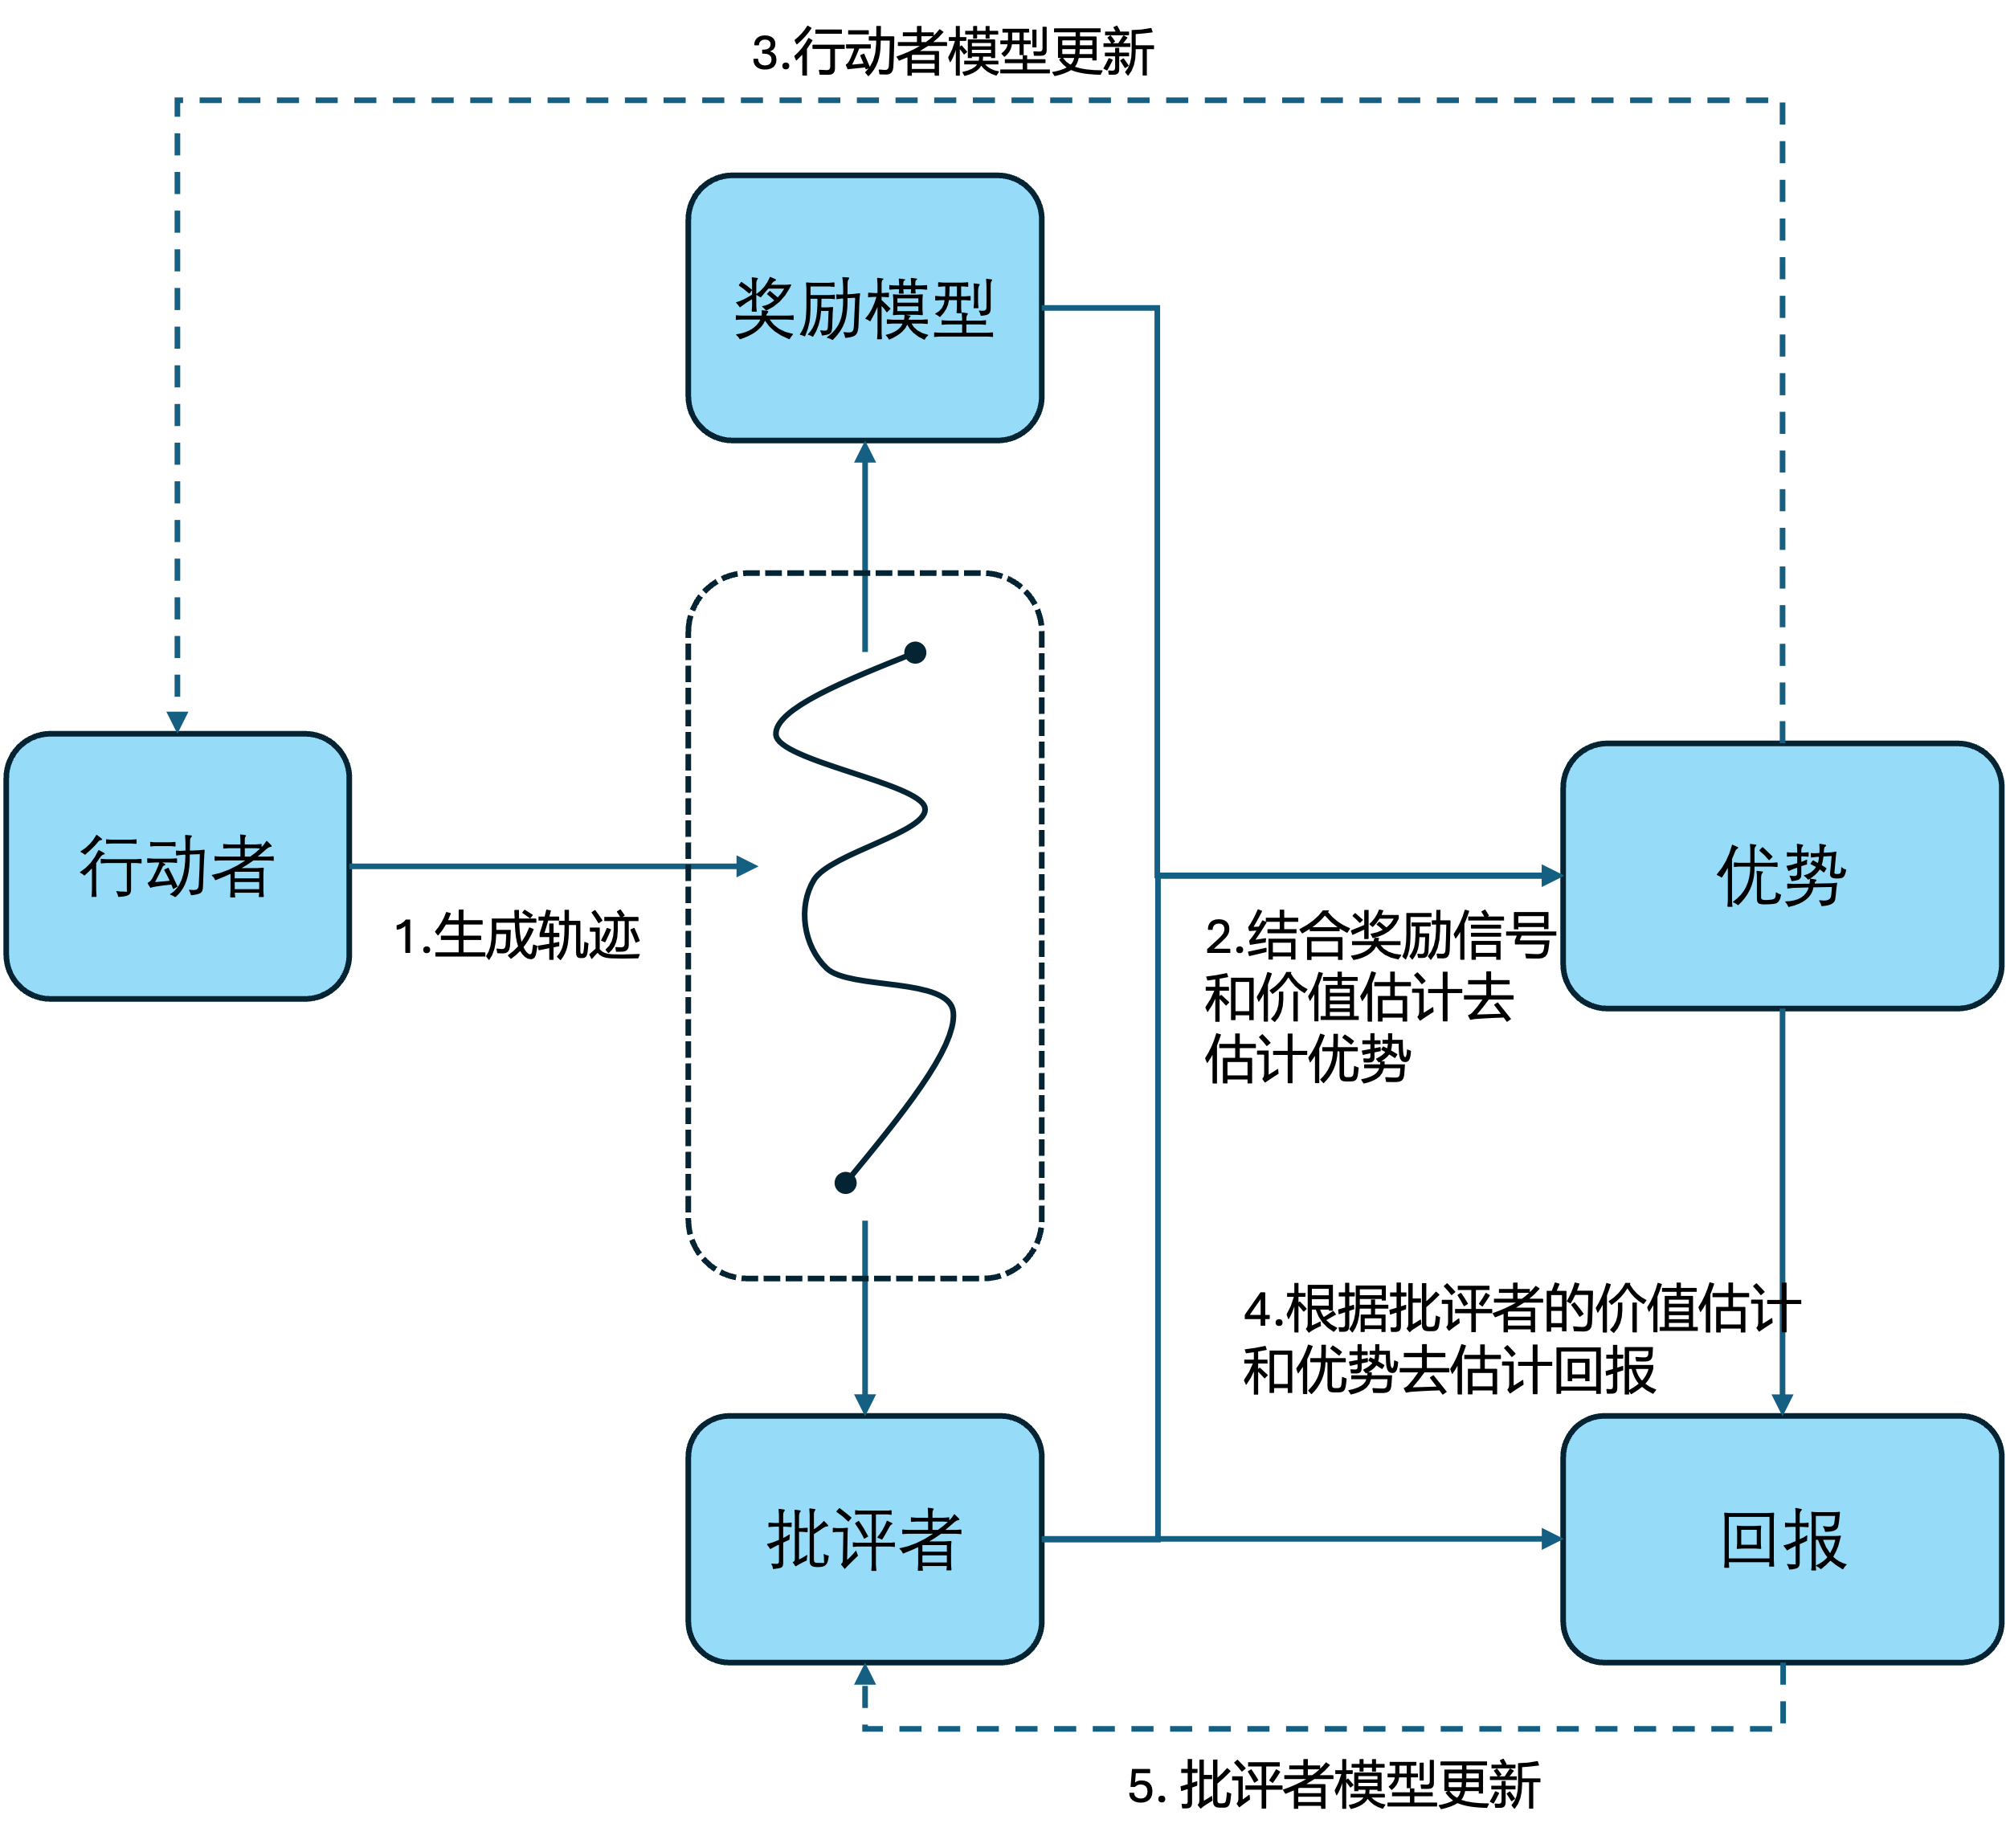 3.行动者模型更新
奖励模型
行动者
1.生成轨迹
优势
2.结合奖励信号
和价值估计去
估计优势
4.根据批评者的价值估计
和优势去估计回报
批评者
回报
5. 批评者模型更新